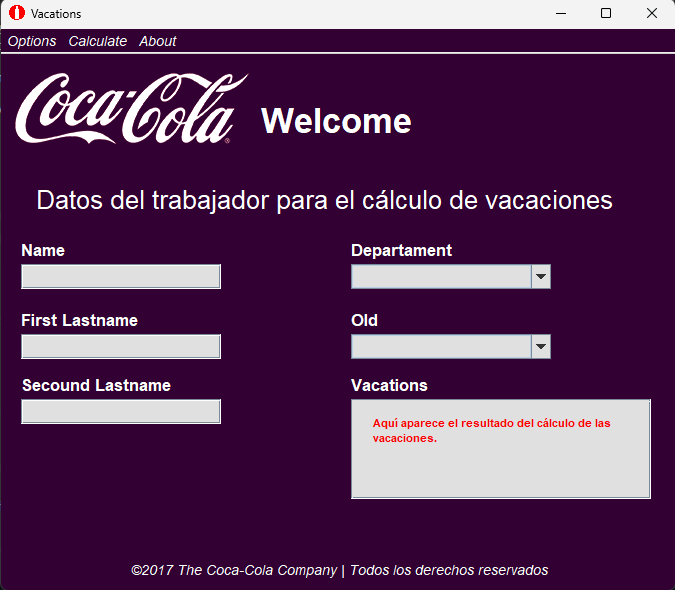 Vacations
Options Calculate About
Coca-Cola ®
Welcome
Datos del trabajador para el cálculo de vacaciones
Name
Departament
First Lastname
Old
Secound Lastname
Vacations
Aquí aparece el resultado del cálculo de las
vacaciones.
©2017 The Coca-Cola Company | Todos los derechos reservados